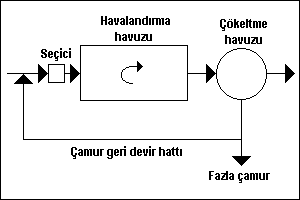 Havalandırma
havuzu
Çökeltme
havuzu
Seçici
Çamur geri devir hattı
Fazla çamur